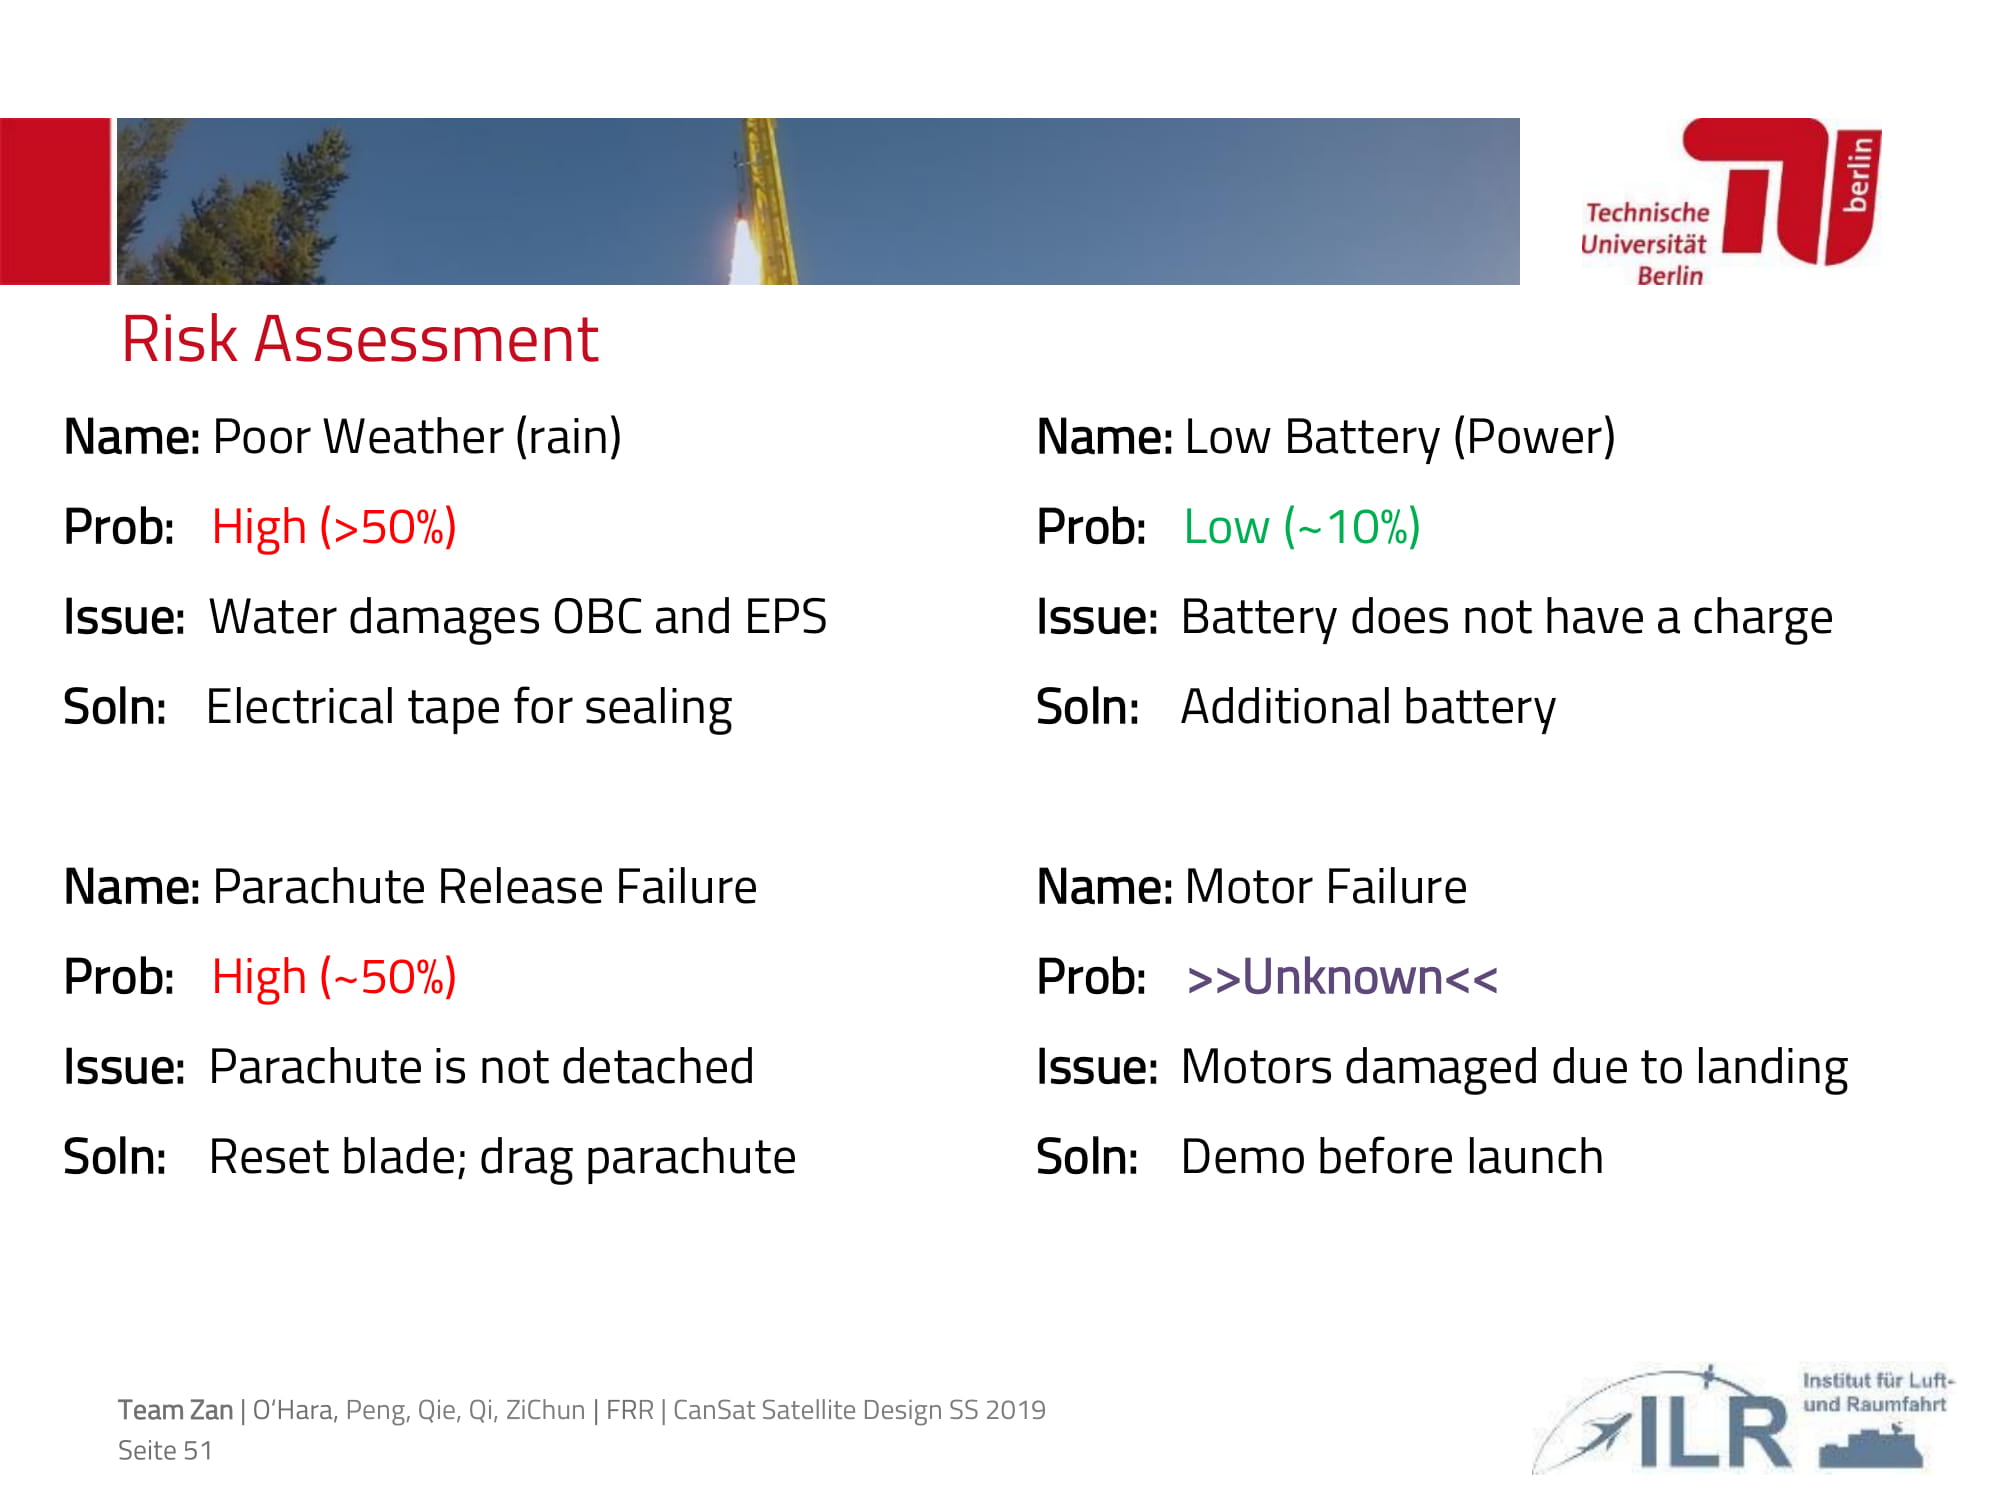 berlin
Technische
Universität
Berlin
Risk Assessment
Name: Poor Weather (rain)
Prob: High (>50%)
Issue: Water damages OBC and EPS
Soln: Electrical tape for sealing
Name: Parachute Release Failure
Prob: High (~50%)
Issue: Parachute is not detached
Soln: Reset blade; drag parachute
Name: Low Battery (Power)
Prob: Low (~10%)
Issue: Battery does not have a charge
Soln: Additional battery
Name: Motor Failure
Prob: >>Unknown<<
Issue: Motors damaged due to landing
Soln: Demo before launch
Team Zan | O‘Hara, Peng, Qie, Qi, ZiChun | FRR | CanSat Satellite Design SS 2019
Seite 51
ILR
Institut für Luft-
und Raumfahrt